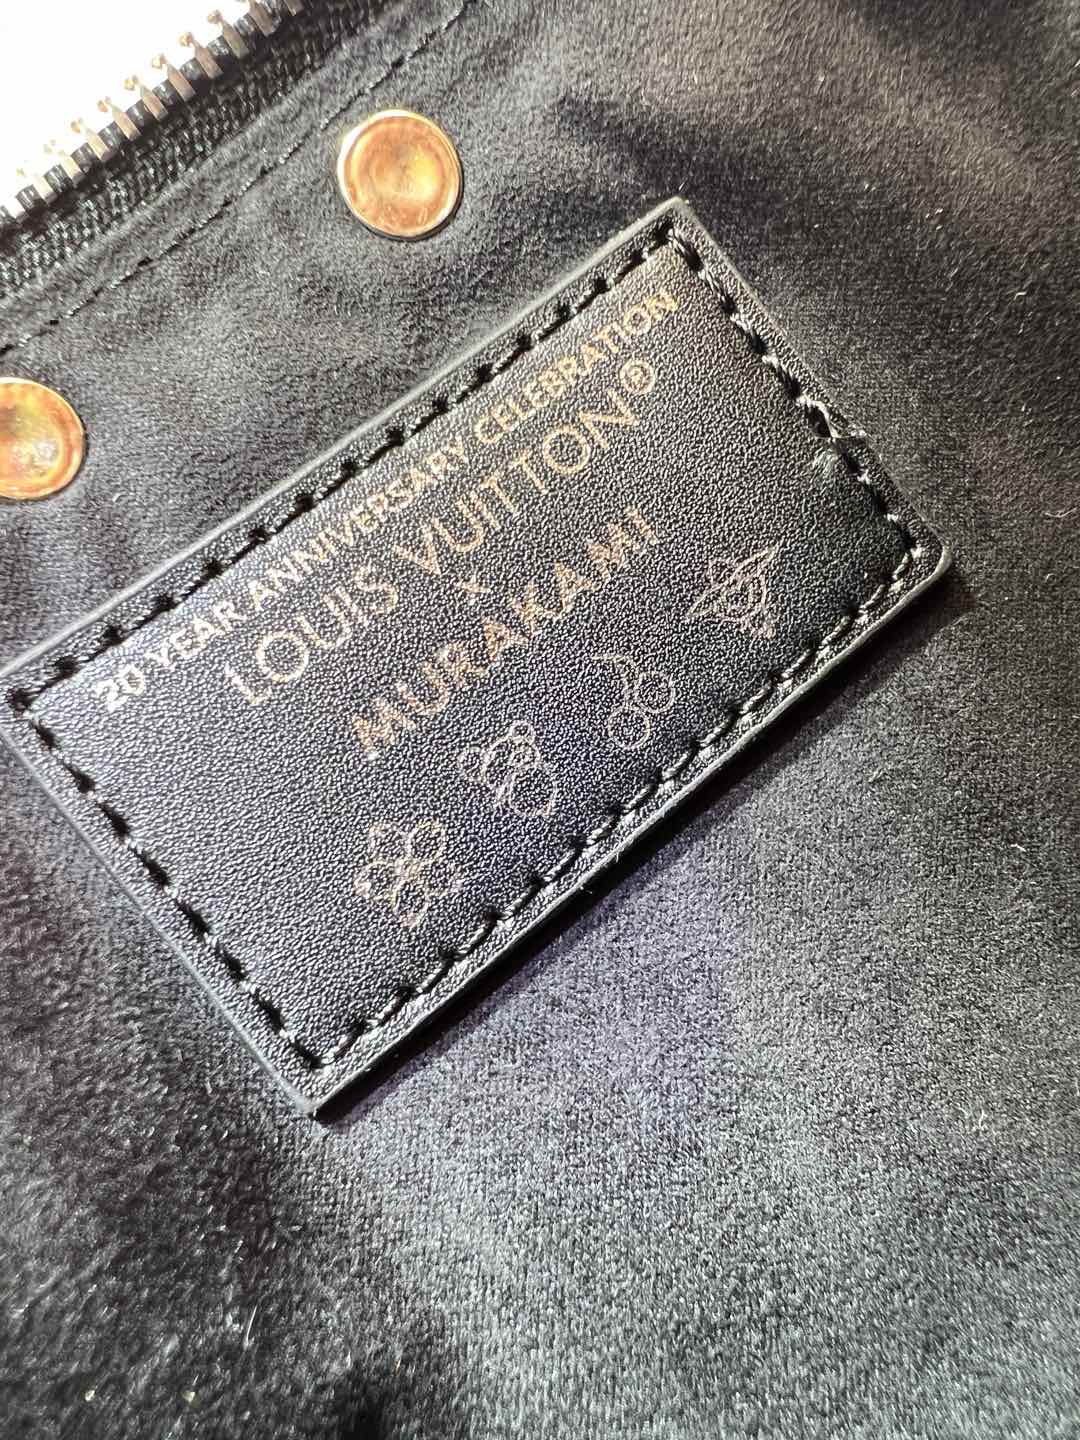 20 YEAR ANNIVERSARY CELEBRATION
LOUIS VUITTON®
×
MURAKAMI